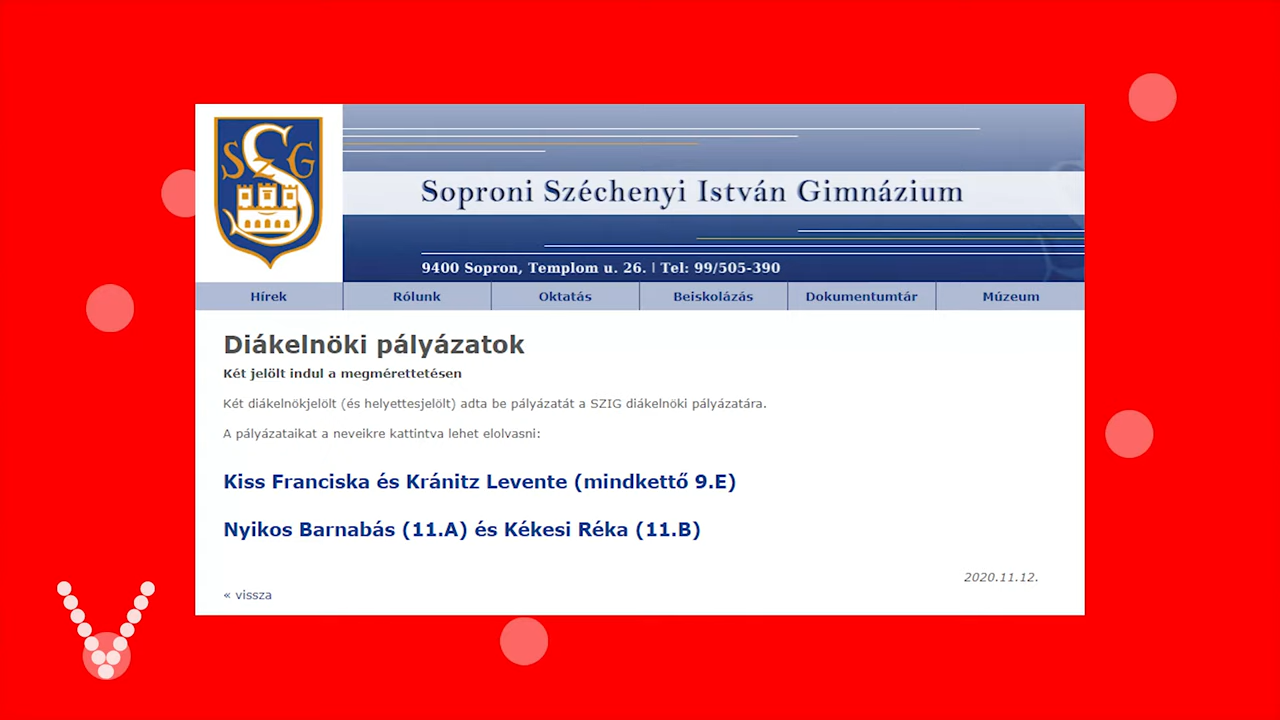 SZG
Soproni Széchenyi István Gimnázium
9400 Sopron, Templom u. 26. | Tel: 99/505-390
Hírek Rólunk Oktatás Beiskolázás Dokumentumtár Múzeum
Diákelnöki pályázatok
Két jelölt indul a megmérettetésen
Két diákelnökjelölt (és helyettesjelölt) adta be pályázatát a SZIG diákelnöki pályázatára.
A pályázataikat a neveikre kattintva lehet elolvasni:
Kiss Franciska és Kránitz Levente (mindkettő 9.E)
Nyikos Barnabás (11.A) és Kékesi Réka (11.B)
2020.11.12.
« vissza